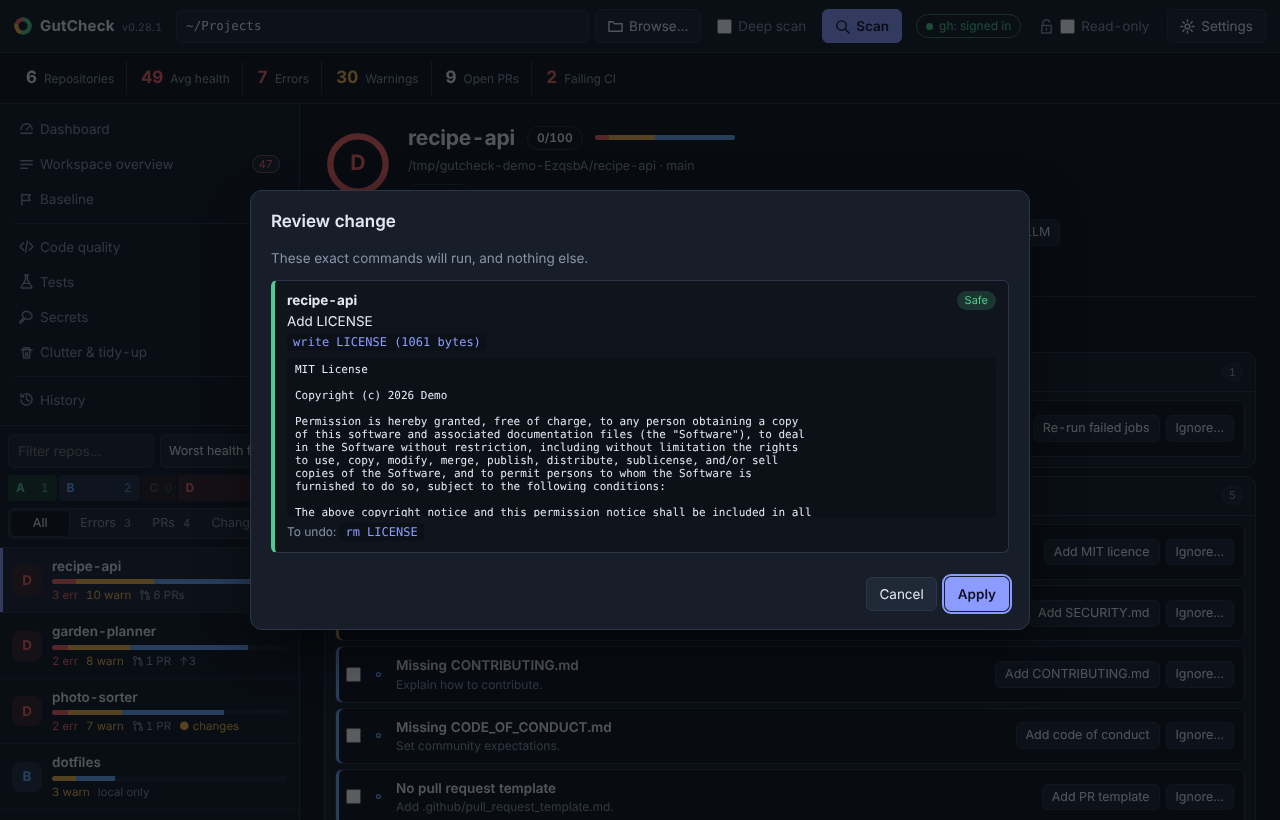 GutCheck v0.28.1 ~/Projects Browse... Deep scan Scan gh: signed in Read-only Settings
6 Repositories 49 Avg health 7 Errors 30 Warnings 9 Open PRs 2 Failing CI
Dashboard
Workspace overview 47
Baseline
Code quality
Tests
Secrets
Clutter & tidy-up
History
Filter repos... Worst health f
A 1 B 2 C 0 D
All Errors 3 PRs 4 Chang
D recipe-api
3 err 10 warn 6 PRs
D garden-planner
2 err 8 warn 1 PR ↑3
D photo-sorter
2 err 7 warn 1 PR changes
B dotfiles
3 warn local only
D recipe-api 0/100
/tmp/gutcheck-demo-EzqsbA/recipe-api · main
LLM
Review change
These exact commands will run, and nothing else.
recipe-api Safe
Add LICENSE
write LICENSE (1061 bytes)
MIT License
Copyright (c) 2026 Demo
Permission is hereby granted, free of charge, to any person obtaining a copy
of this software and associated documentation files (the "Software"), to deal
in the Software without restriction, including without limitation the rights
to use, copy, modify, merge, publish, distribute, sublicense, and/or sell
copies of the Software, and to permit persons to whom the Software is
furnished to do so, subject to the following conditions:
The above copyright notice and this permission notice shall be included in all
To undo: rm LICENSE
Cancel Apply
1
Re-run failed jobs Ignore...
5
Add MIT licence Ignore...
Add SECURITY.md Ignore...
Missing CONTRIBUTING.md
Explain how to contribute.
Add CONTRIBUTING.md Ignore...
Missing CODE_OF_CONDUCT.md
Set community expectations.
Add code of conduct Ignore...
No pull request template
Add .github/pull_request_template.md.
Add PR template Ignore...